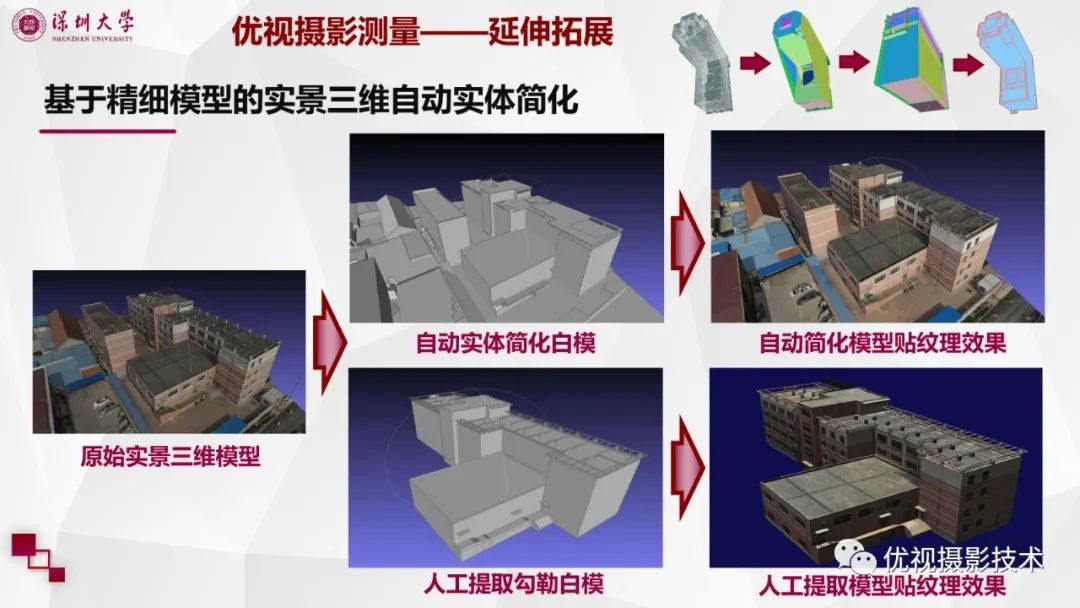 深圳大学
SHENZHEN UNIVERSITY
优视摄影测量——延伸拓展
基于精细模型的实景三维自动实体简化
自动实体简化白模
自动简化模型贴纹理效果
原始实景三维模型
人工提取勾勒白模
人工提取模型贴纹理效果
优视摄影技术